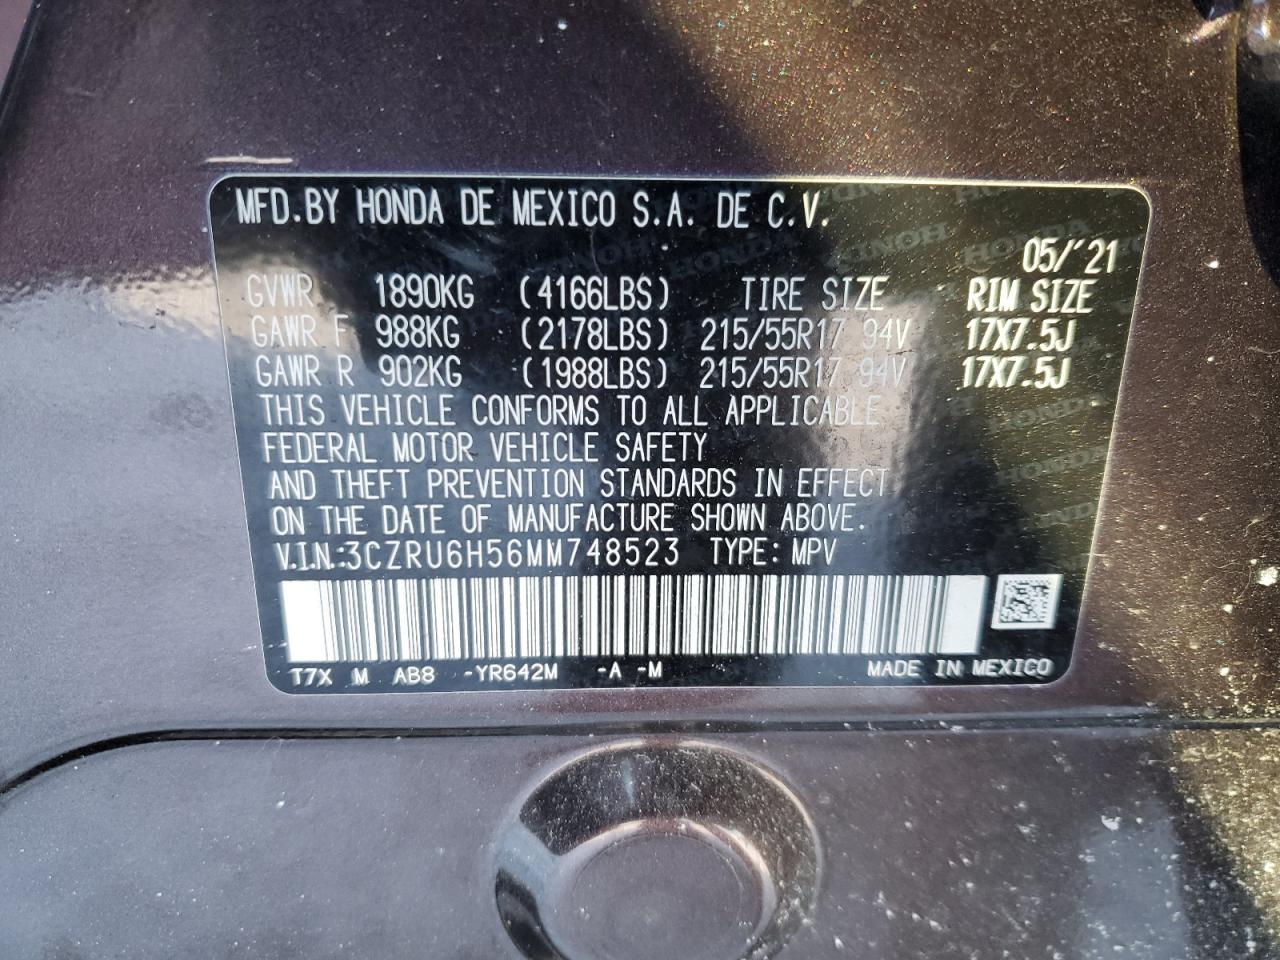 MFD.BY HONDA DE MEXICO S.A. DE C.V.
05/'21
GVWR 1890KG (4166LBS) TIRE SIZE RIM SIZE
GAWR F 988KG (2178LBS) 215/55R17 94V 17X7.5J
GAWR R 902KG (1988LBS) 215/55R17 94V 17X7.5J
THIS VEHICLE CONFORMS TO ALL APPLICABLE
FEDERAL MOTOR VEHICLE SAFETY
AND THEFT PREVENTION STANDARDS IN EFFECT
ON THE DATE OF MANUFACTURE SHOWN ABOVE.
V.I.N.:3CZRU6H56MM748523 TYPE: MPV
T7X M AB8 -YR642M -A -M MADE IN MEXICO